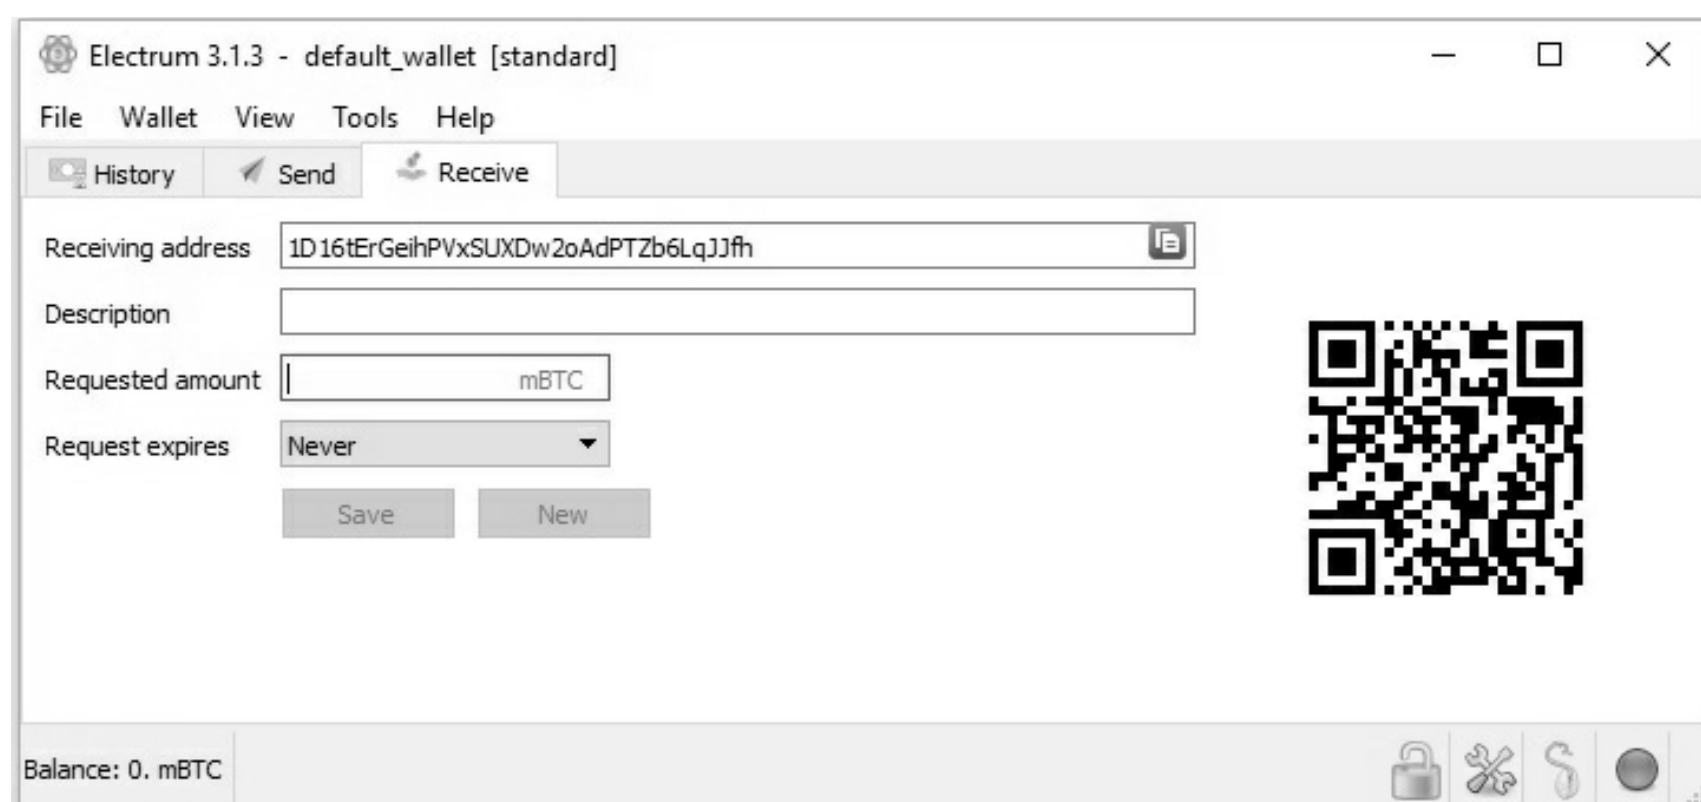 Electrum 3.1.3 - default_wallet [standard]
File Wallet View Tools Help
History Send Receive
Receiving address 1D16tErGeihPVxSUXDw2oAdPTZb6LqJJfh
Description
Requested amount mBTC
Request expires Never
Save New
Balance: 0. mBTC